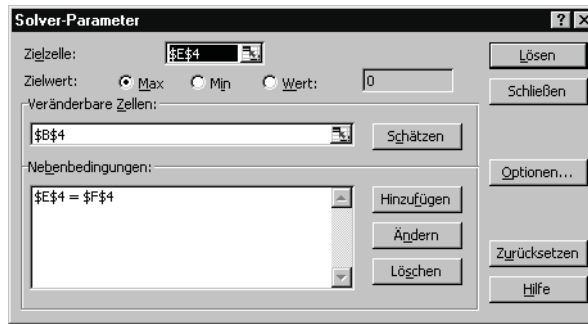 Solver-Parameter
Zielzelle: $E$4
Zielwert: Max Min Wert: 0
Veränderbare Zellen:
$B$4
Schätzen
Nebenbedingungen:
$E$4 = $F$4
Hinzufügen
Ändern
Löschen
Lösen
Schließen
Optionen...
Zurücksetzen
Hilfe